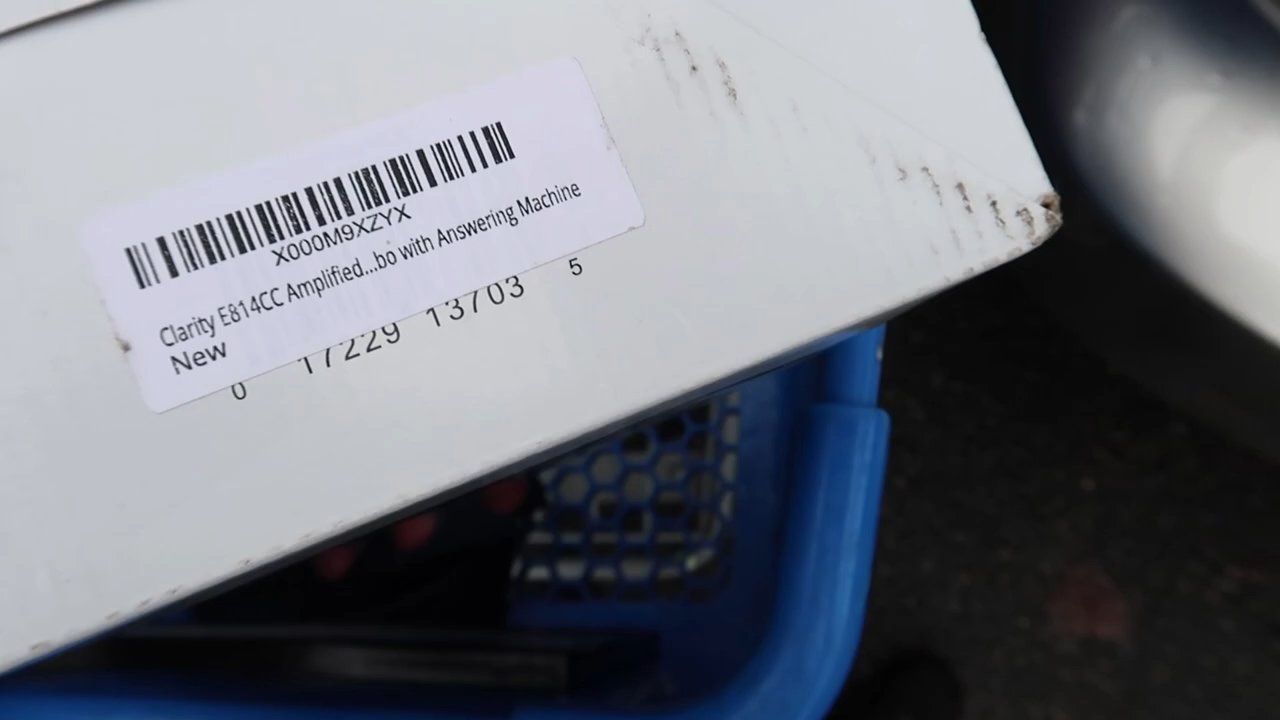 X000M9XZYX
Clarity E814CC Amplified...bo with Answering Machine
New
0 17229 13703 5